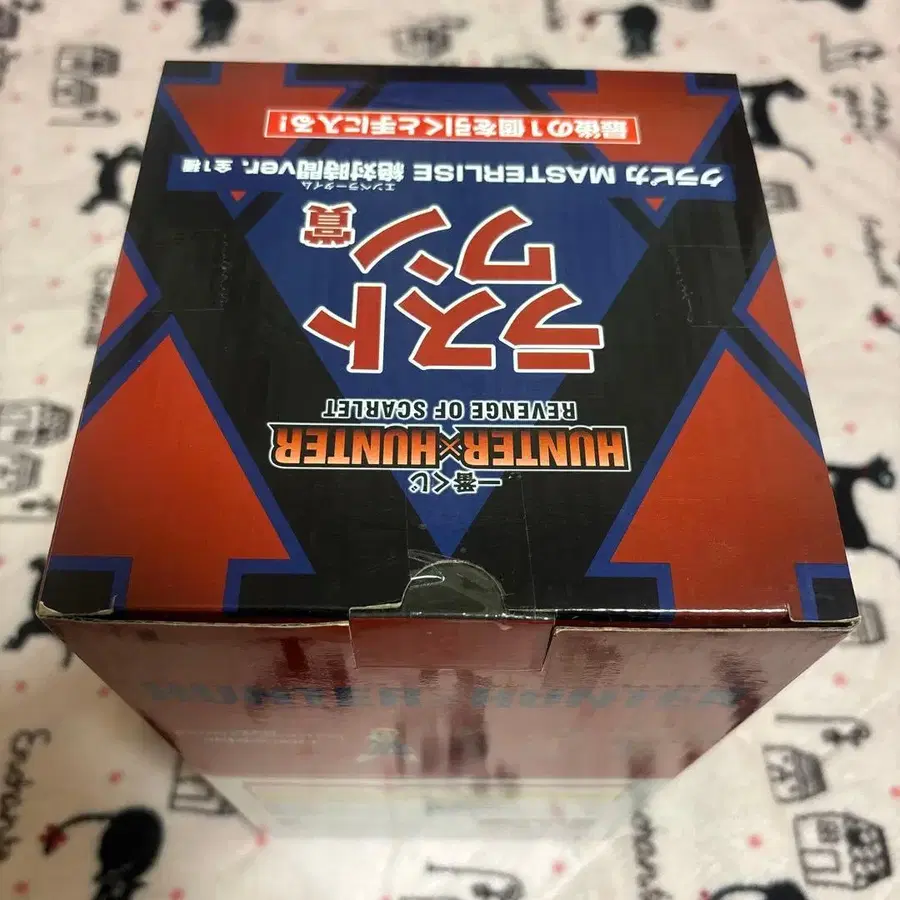 一番くじ
HUNTER×HUNTER
REVENGE OF SCARLET
ラスト
ワン賞
クラピカ MASTERLISE 絶対時間ver. 全1種
エンペラータイム
最後の1個を引くと手に入る!
HUNTER×HUNTER